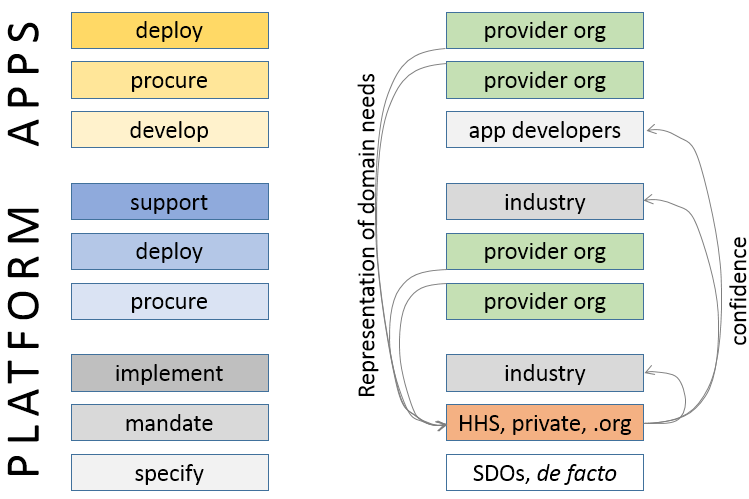 APPS
deploy
provider org
procure
provider org
develop
app developers
PLATFORM
support
industry
deploy
provider org
procure
provider org
implement
industry
mandate
HHS, private, .org
specify
SDOs, de facto
Representation of domain needs
confidence